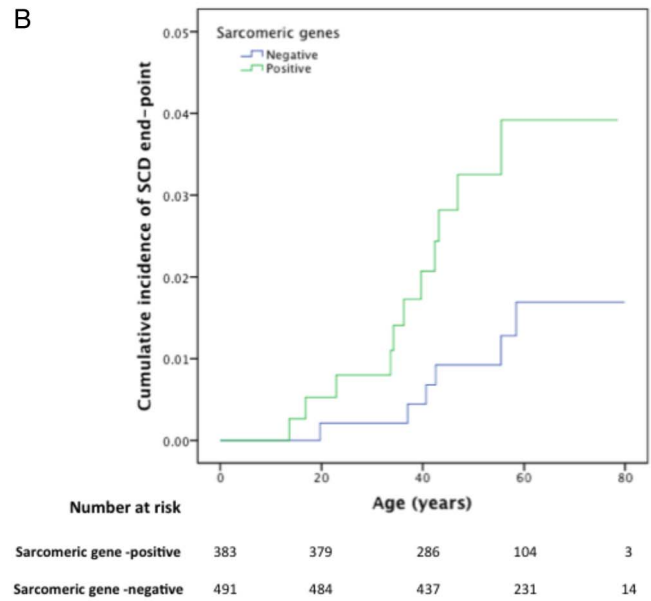 B
Cumulative incidence of SCD end-point
0.05
0.04
0.03
0.02
0.01
0.00
Sarcomeric genes
Negative
Positive
0 20 40 60 80
Age (years)
Number at risk
Sarcomeric gene -positive 383 379 286 104 3
Sarcomeric gene -negative 491 484 437 231 14